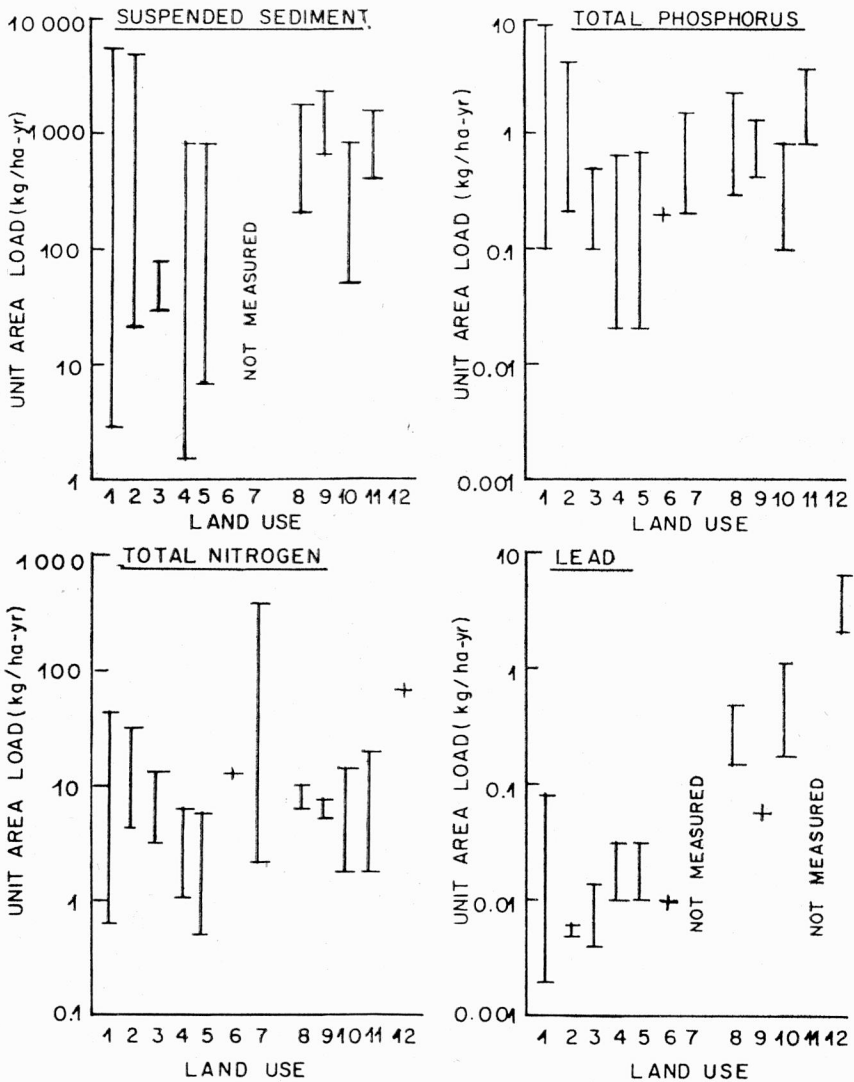 SUSPENDED SEDIMENT
10 000
1 000
100
10
1
UNIT AREA LOAD (kg/ha-yr)
NOT MEASURED
1 2 3 4 5 6 7 8 9 10 11 12
LAND USE
TOTAL PHOSPHORUS
10
1
0.1
0.01
0.001
UNIT AREA LOAD (kg/ha-yr)
1 2 3 4 5 6 7 8 9 10 11 12
LAND USE
TOTAL NITROGEN
1 000
100
10
1
0.1
UNIT AREA LOAD (kg/ha-yr)
1 2 3 4 5 6 7 8 9 10 11 12
LAND USE
LEAD
10
1
0.1
0.01
0.001
UNIT AREA LOAD (kg/ha-yr)
NOT MEASURED
NOT MEASURED
1 2 3 4 5 6 7 8 9 10 11 12
LAND USE